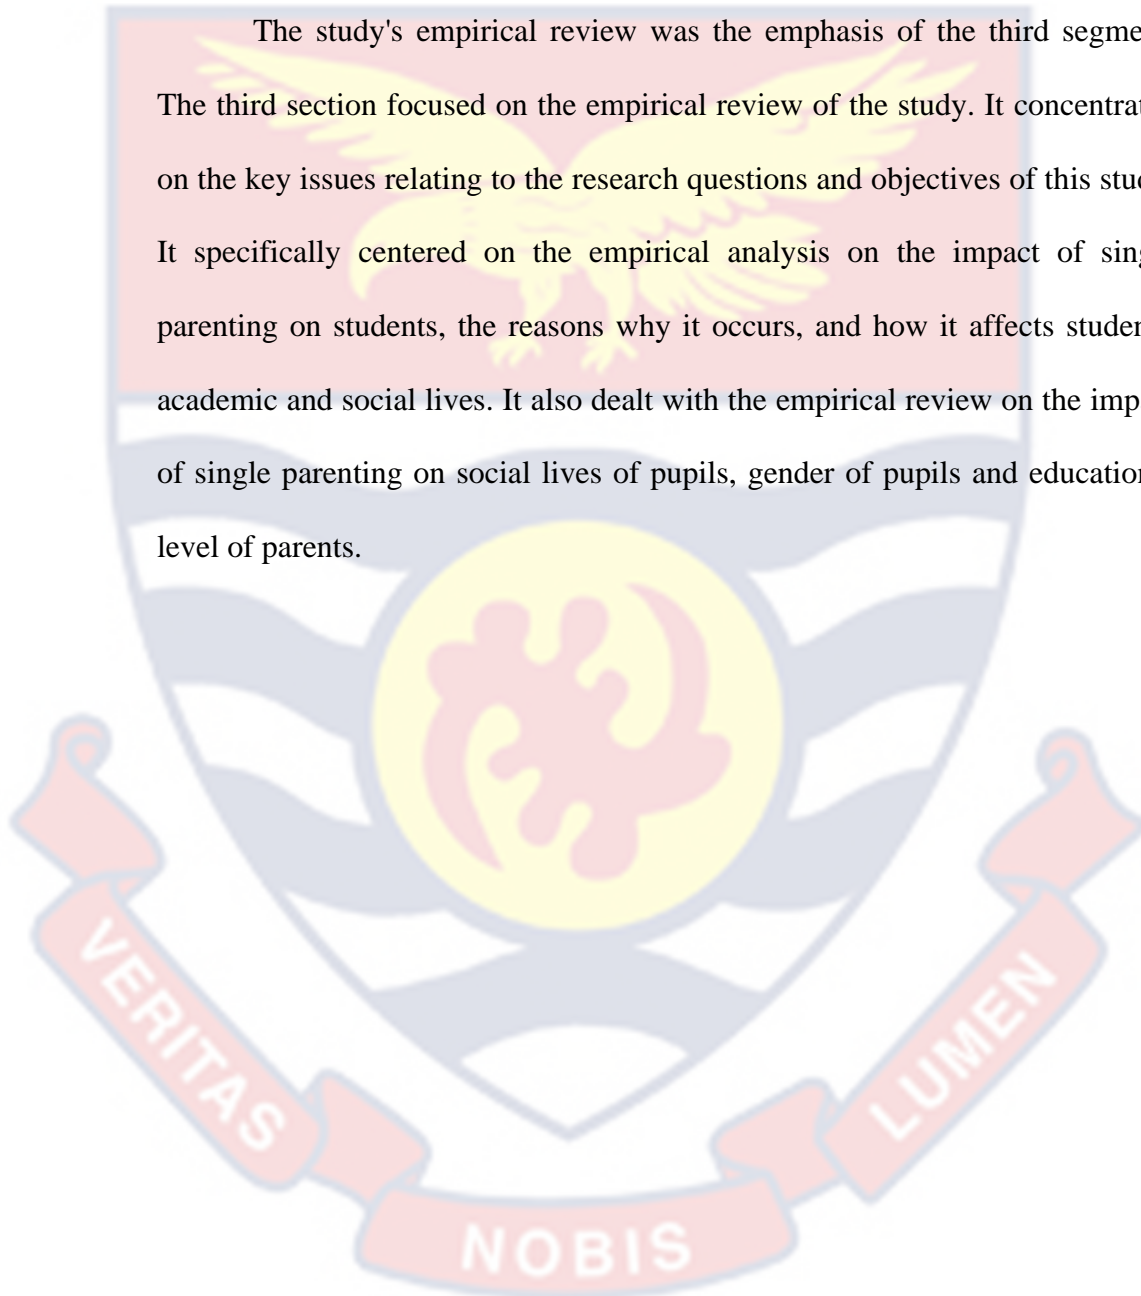 The study's empirical review was the emphasis of the third segme
The third section focused on the empirical review of the study. It concentrat
on the key issues relating to the research questions and objectives of this stud
It specifically centered on the empirical analysis on the impact of sing
parenting on students, the reasons why it occurs, and how it affects studen
academic and social lives. It also dealt with the empirical review on the imp
of single parenting on social lives of pupils, gender of pupils and education
level of parents.
VERITAS
NOBIS
LUMEN